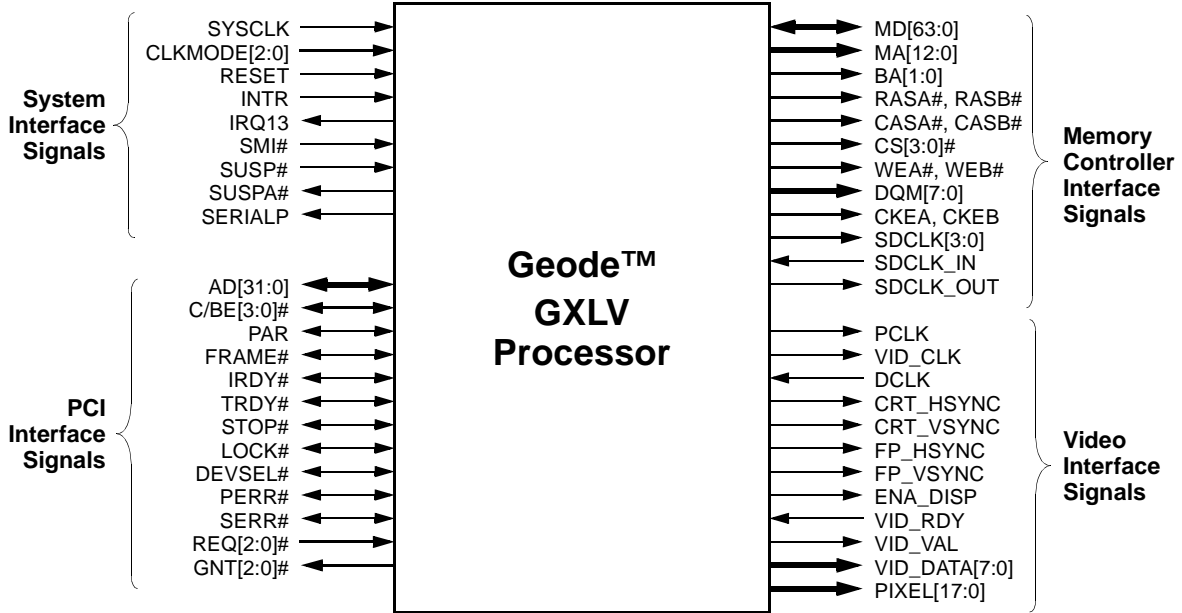 System
Interface
Signals
SYSCLK
CLKMODE[2:0]
RESET
INTR
IRQ13
SMI#
SUSP#
SUSPA#
SERIALP
PCI
Interface
Signals
AD[31:0]
C/BE[3:0]#
PAR
FRAME#
IRDY#
TRDY#
STOP#
LOCK#
DEVSEL#
PERR#
SERR#
REQ[2:0]#
GNT[2:0]#
Geode™
GXLV
Processor
MD[63:0]
MA[12:0]
BA[1:0]
RASA#, RASB#
CASA#, CASB#
CS[3:0]#
WEA#, WEB#
DQM[7:0]
CKEA, CKEB
SDCLK[3:0]
SDCLK_IN
SDCLK_OUT
Memory
Controller
Interface
Signals
PCLK
VID_CLK
DCLK
CRT_HSYNC
CRT_VSYNC
FP_HSYNC
FP_VSYNC
ENA_DISP
VID_RDY
VID_VAL
VID_DATA[7:0]
PIXEL[17:0]
Video
Interface
Signals